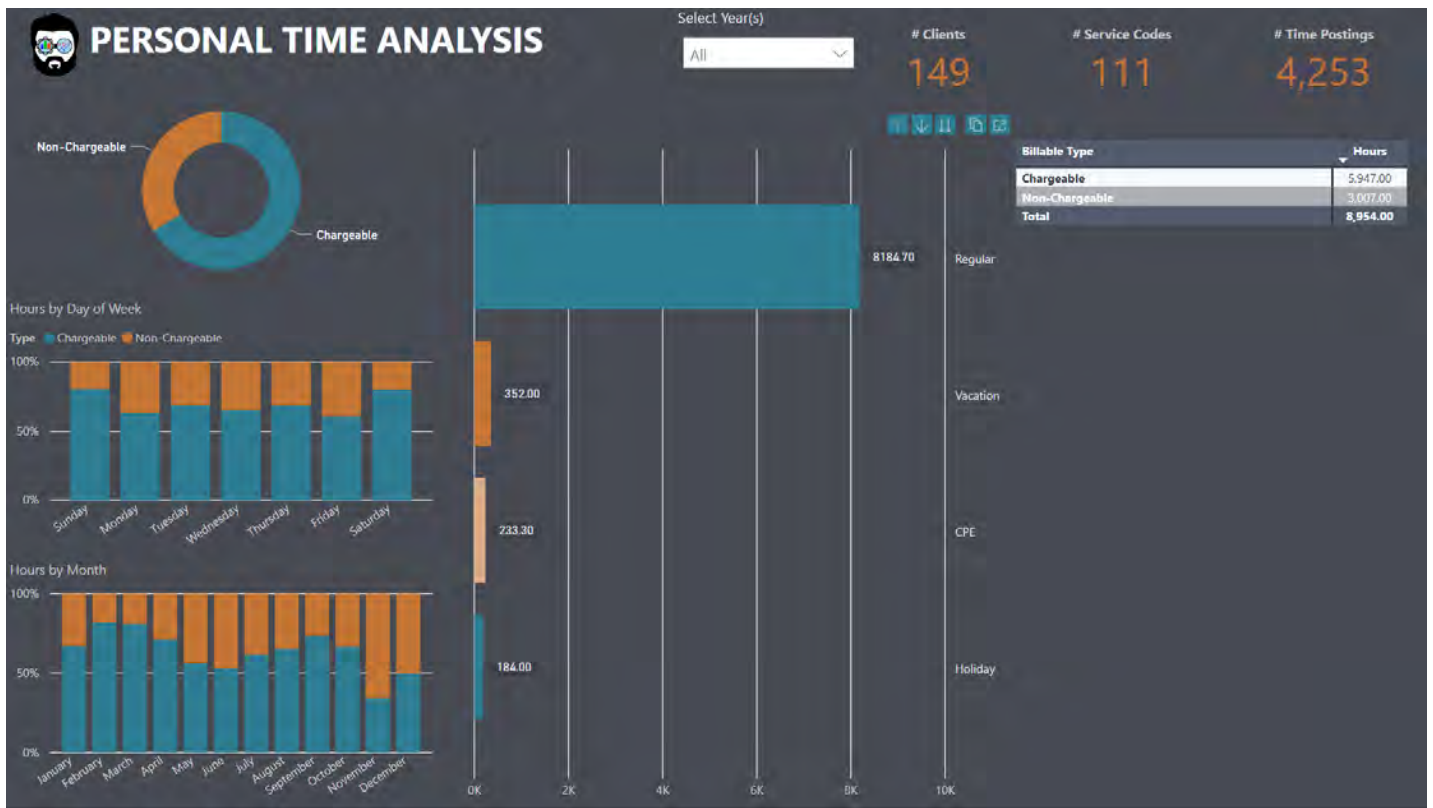 PERSONAL TIME ANALYSIS
Select Year(s)
All
# Clients
149
# Service Codes
111
# Time Postings
4,253
Non-Chargeable
Chargeable
Billable Type Hours
Chargeable 5,947.00
Non-Chargeable 3,007.00
Total 8,954.00
Hours by Day of Week
Type Chargeable Non-Chargeable
100%
50%
0%
Sunday Monday Tuesday Wednesday Thursday Friday Saturday
Hours by Month
100%
50%
0%
January February March April May June July August September October November December
8184.70 Regular
352.00 Vacation
233.30 CPE
184.00 Holiday
0K 2K 4K 6K 8K 10K